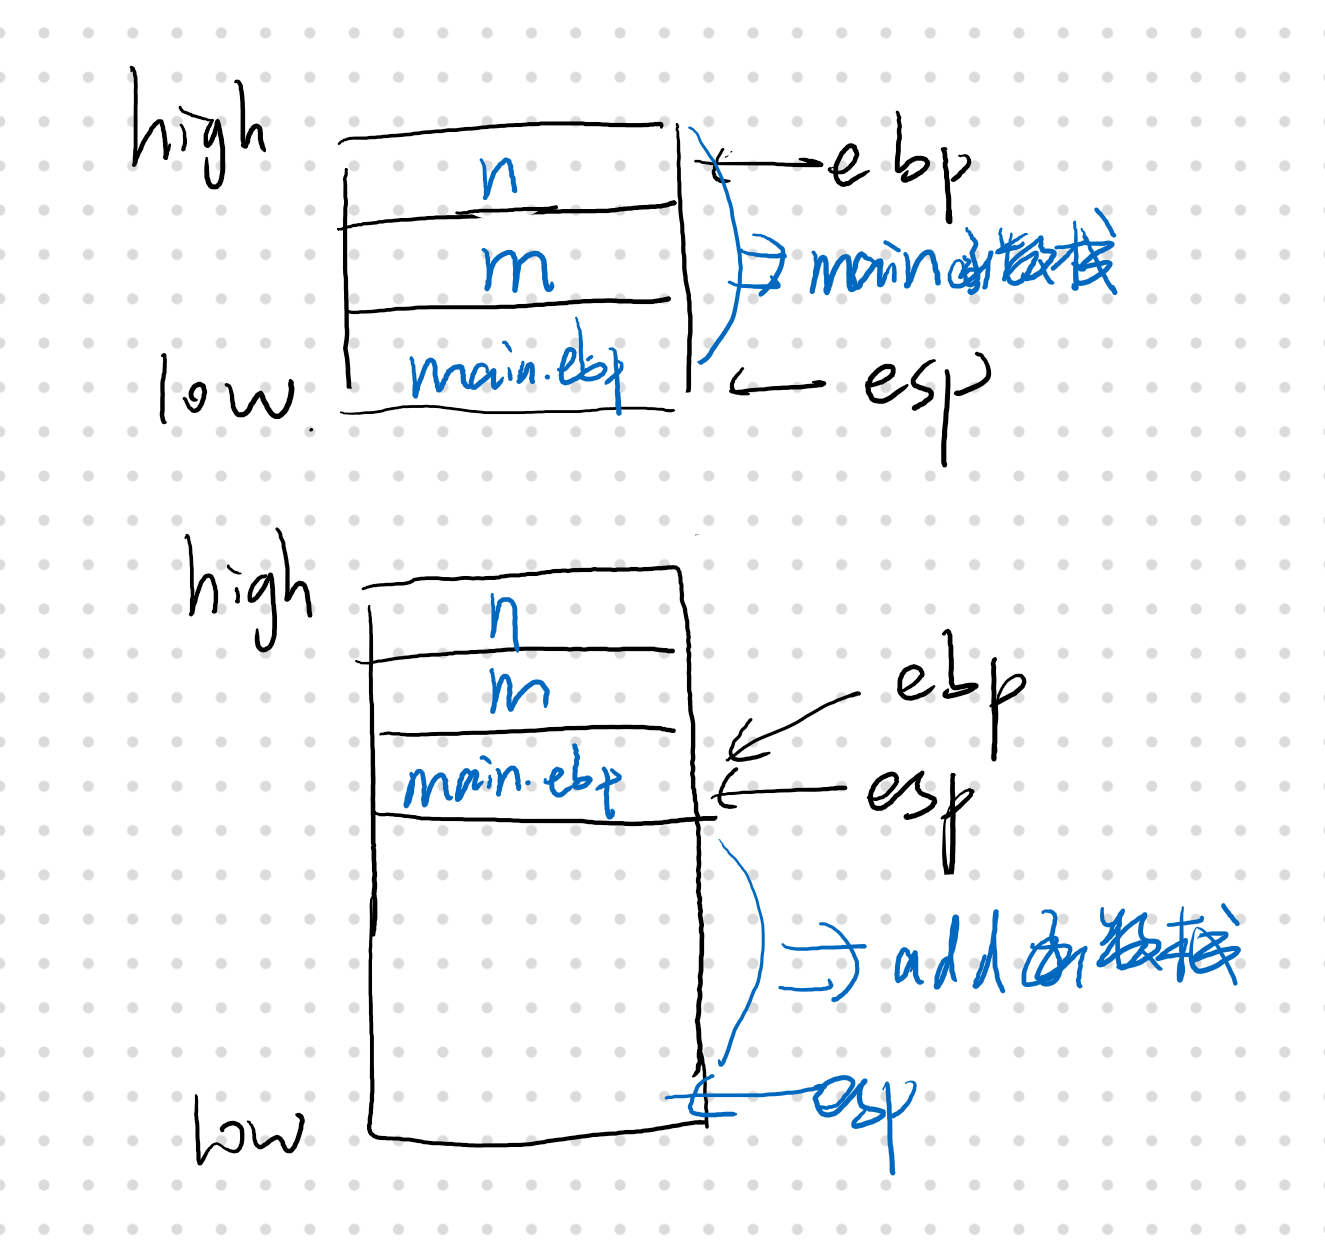 high
n
ebp
m
main函数栈
main.ebp
low.
esp
high
n
m
ebp
main.ebp
esp
add函数栈
esp
low